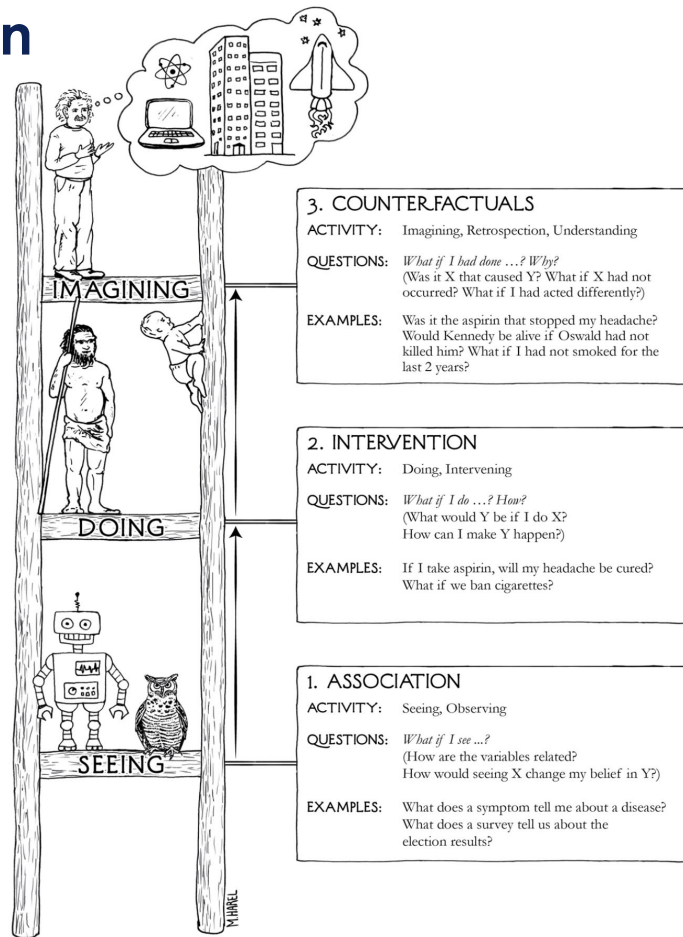 n
IMAGINING
DOING
SEEING
M.HAREL
3. COUNTERFACTUALS
ACTIVITY: Imagining, Retrospection, Understanding
QUESTIONS: What if I had done …? Why?
(Was it X that caused Y? What if X had not
occurred? What if I had acted differently?)
EXAMPLES: Was it the aspirin that stopped my headache?
Would Kennedy be alive if Oswald had not
killed him? What if I had not smoked for the
last 2 years?
2. INTERVENTION
ACTIVITY: Doing, Intervening
QUESTIONS: What if I do …? How?
(What would Y be if I do X?
How can I make Y happen?)
EXAMPLES: If I take aspirin, will my headache be cured?
What if we ban cigarettes?
1. ASSOCIATION
ACTIVITY: Seeing, Observing
QUESTIONS: What if I see ...?
(How are the variables related?
How would seeing X change my belief in Y?)
EXAMPLES: What does a symptom tell me about a disease?
What does a survey tell us about the
election results?